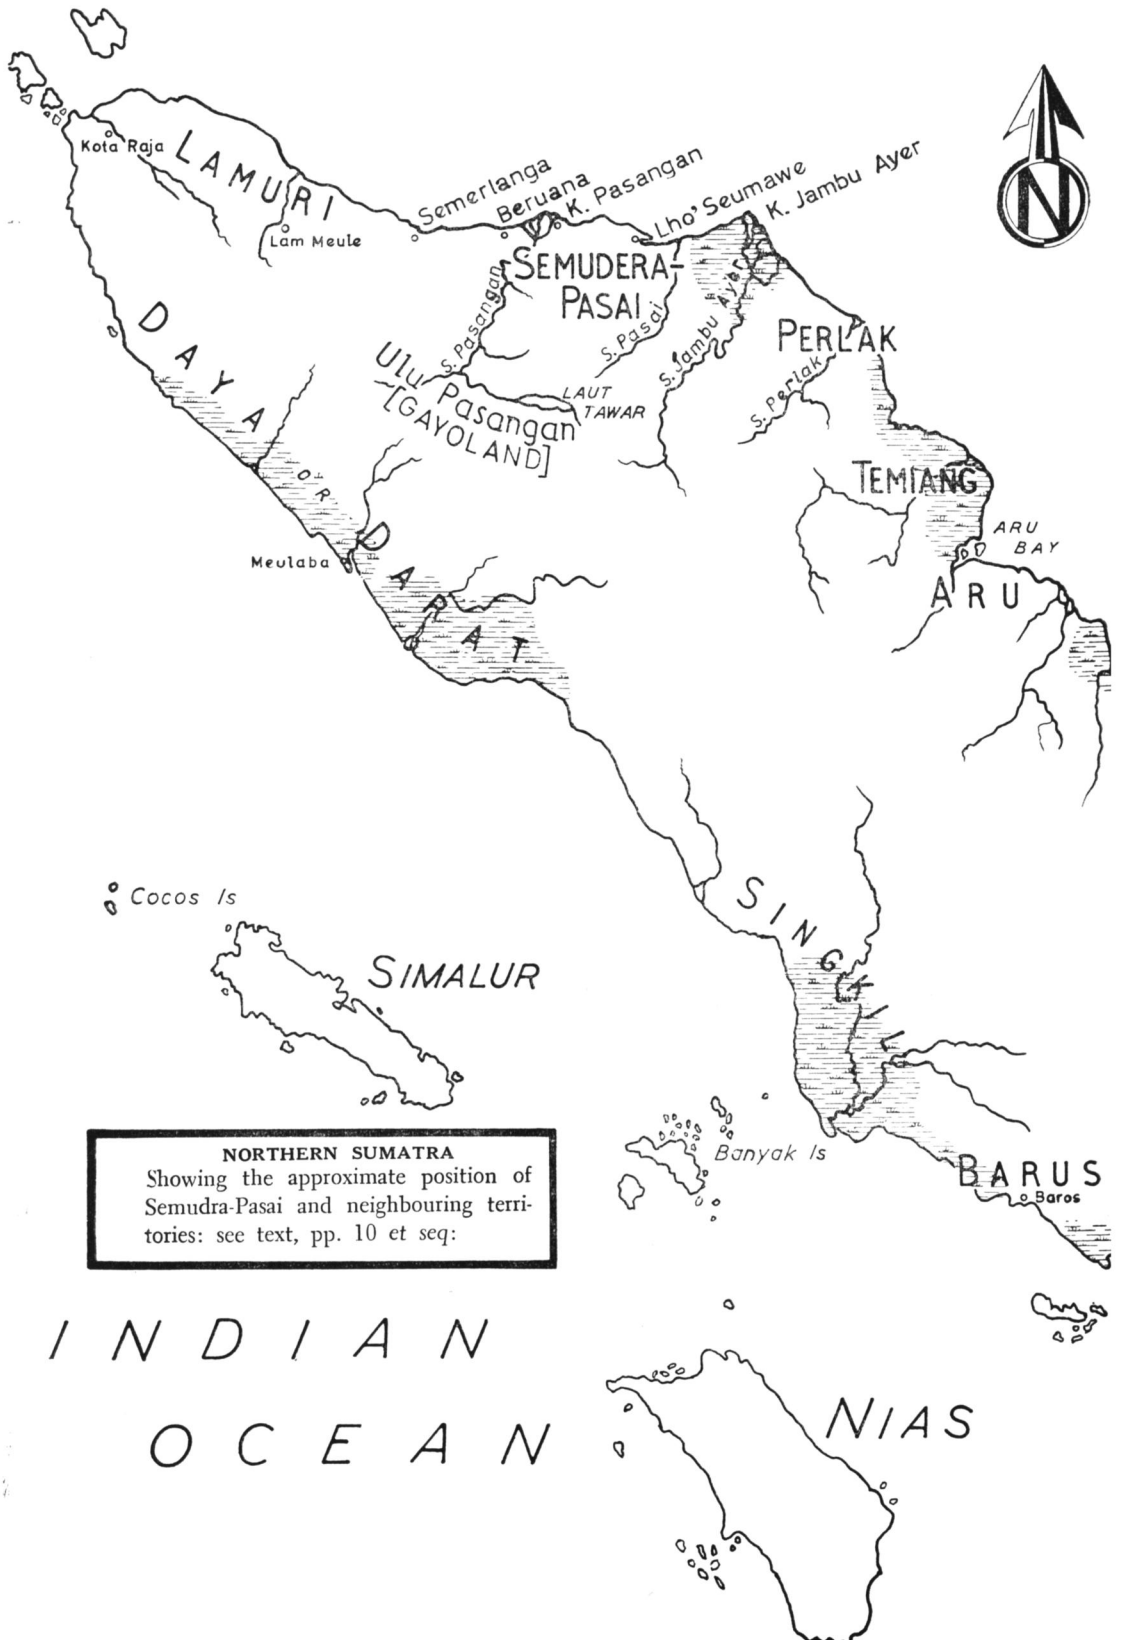 N
Kota Raja
LAMURI
Lam Meule
Semerlanga
Beruana
K. Pasangan
Lho' Seumawe
K. Jambu Ayer
SEMUDERA-
PASAI
S. Pasangan
S. Pasai
S. Jambu Ayer
PERLAK
S. Perlak
Ulu Pasangan
[GAYOLAND]
LAUT
TAWAR
DAYA
OR
DARAT
TEMIANG
ARU
BAY
ARU
Meulaba
Cocos Is
SIMALUR
SINGKILL
Banyak Is
BARUS
Baros
NORTHERN SUMATRA
Showing the approximate position of
Semudra-Pasai and neighbouring terri-
tories: see text, pp. 10 et seq:
INDIAN
OCEAN
NIAS